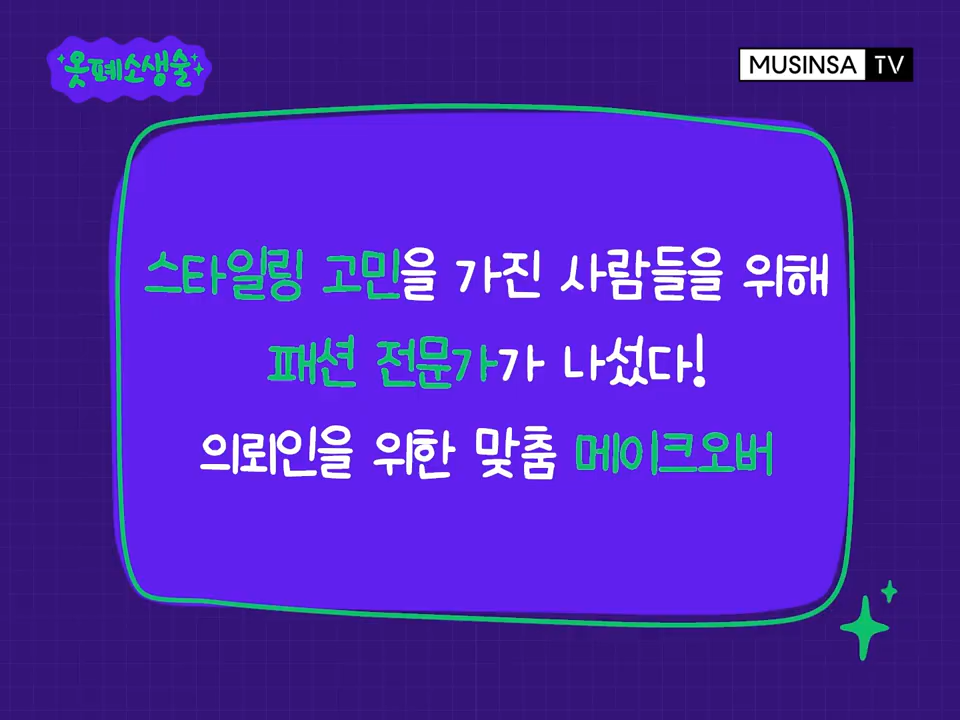 옷폐소생술
MUSINSA TV
스타일링 고민을 가진 사람들을 위해
패션 전문가가 나섰다!
의뢰인을 위한 맞춤 메이크오버